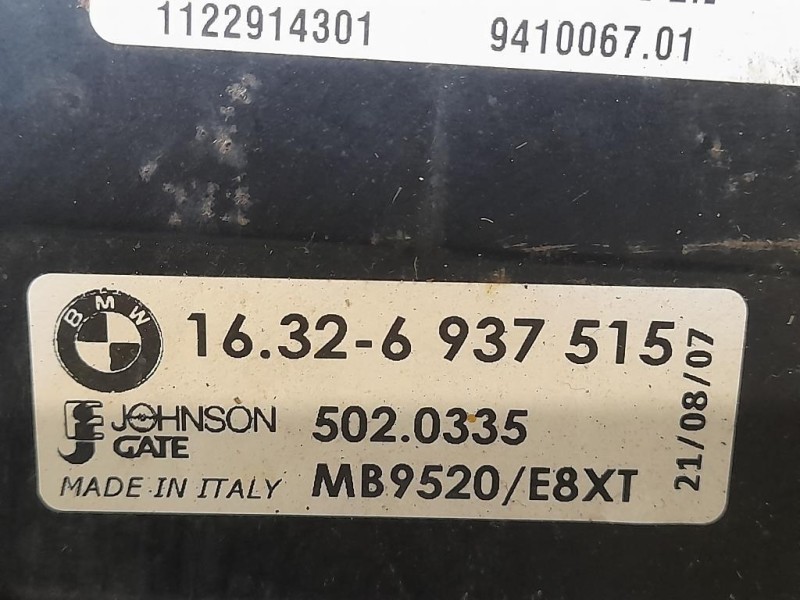 1122914301 9410067.01
BMW 16.32-6 937 515
JOHNSON 502.0335
GATE
MADE IN ITALY MB9520/E8XT
21/08/07